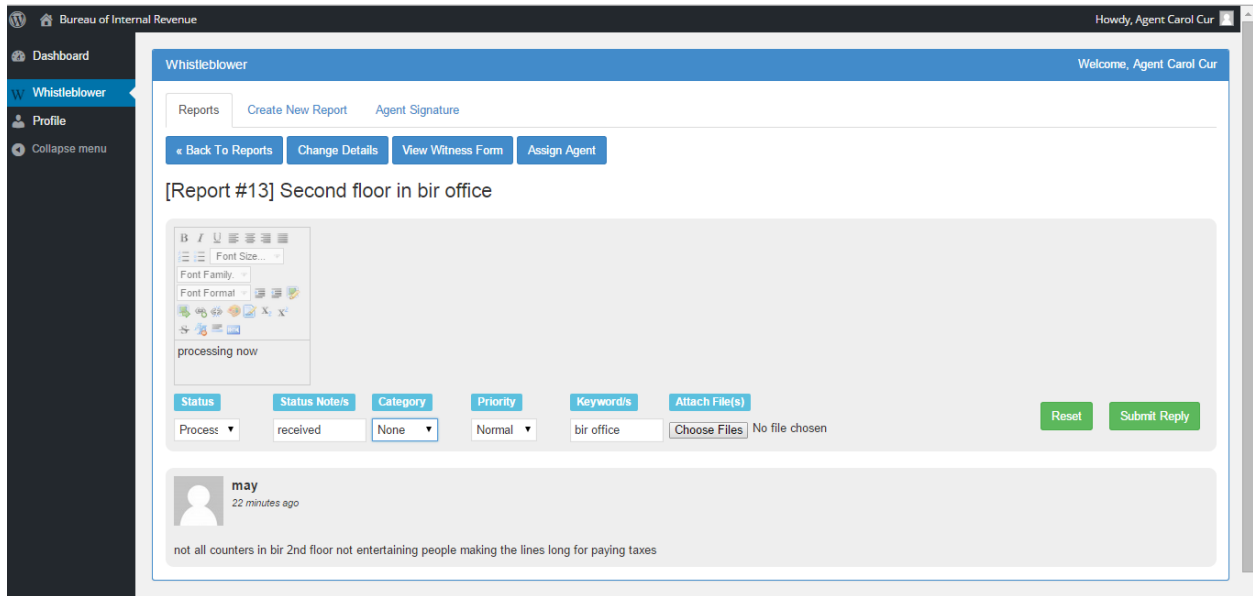 Bureau of Internal Revenue
Howdy, Agent Carol Cur
Dashboard
Whistleblower
Profile
Collapse menu
Whistleblower
Welcome, Agent Carol Cur
Reports
Create New Report
Agent Signature
« Back To Reports
Change Details
View Witness Form
Assign Agent
[Report #13] Second floor in bir office
B I U
Font Size...
Font Family.
Font Format
processing now
Status
Status Note/s
Category
Priority
Keyword/s
Attach File(s)
Process
received
None
Normal
bir office
Choose Files
No file chosen
Reset
Submit Reply
may
22 minutes ago
not all counters in bir 2nd floor not entertaining people making the lines long for paying taxes